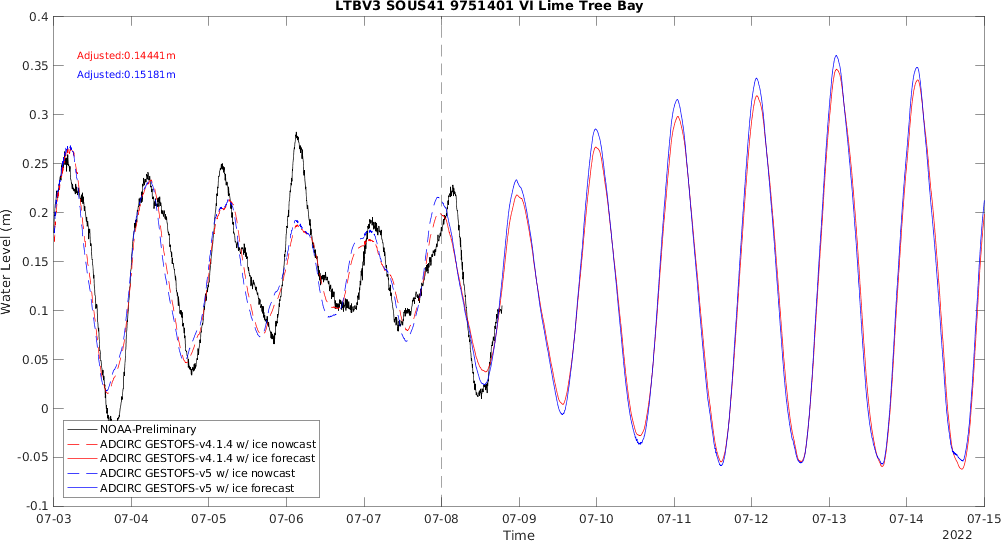 LTBV3 SOUS41 9751401 VI Lime Tree Bay
Adjusted:0.14441m
Adjusted:0.15181m
Water Level (m)
0.4
0.35
0.3
0.25
0.2
0.15
0.1
0.05
0
-0.05
-0.1
NOAA-Preliminary
ADCIRC GESTOFS-v4.1.4 w/ ice nowcast
ADCIRC GESTOFS-v4.1.4 w/ ice forecast
ADCIRC GESTOFS-v5 w/ ice nowcast
ADCIRC GESTOFS-v5 w/ ice forecast
07-03 07-04 07-05 07-06 07-07 07-08 07-09 07-10 07-11 07-12 07-13 07-14 07-15
Time
2022